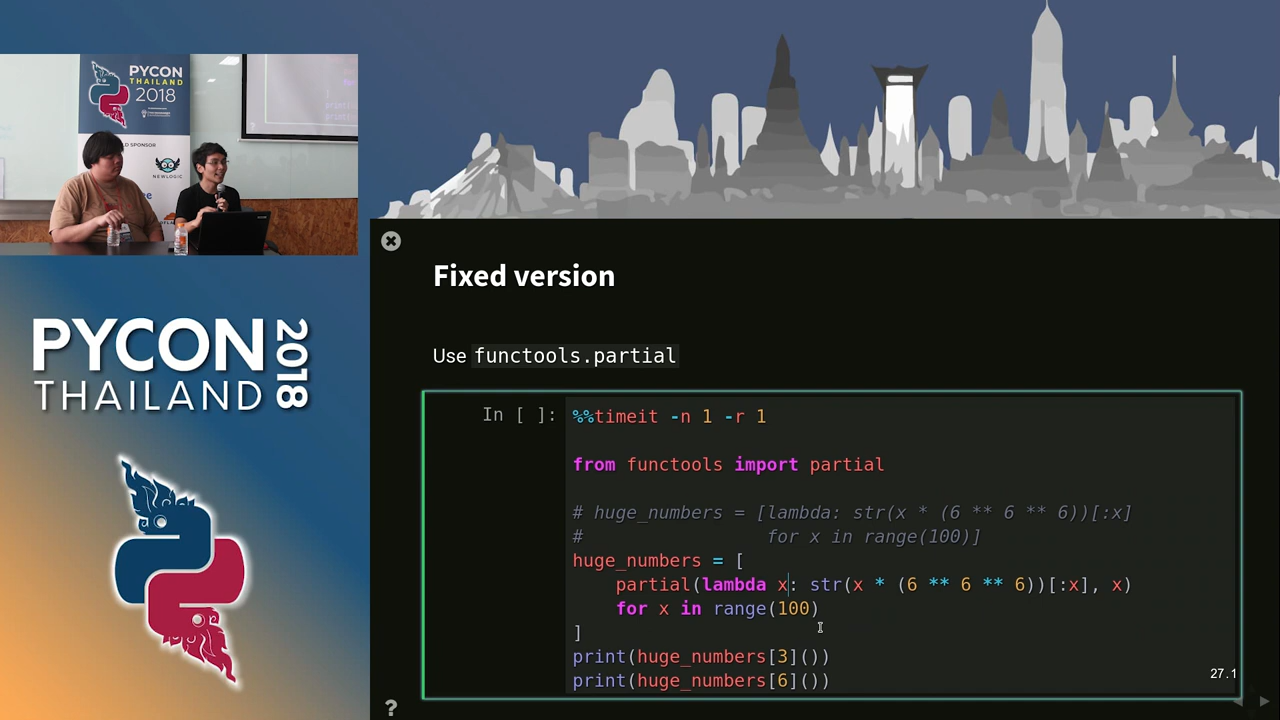 PYCON
THAILAND
2018
LD SPONSOR
NEWLOGIC
PYCON 2018
THAILAND
Fixed version
Use functools.partial
In [ ]:
%%timeit -n 1 -r 1
from functools import partial
# huge_numbers = [lambda: str(x * (6 ** 6 ** 6))[:x]
#                 for x in range(100)]
huge_numbers = [
    partial(lambda x: str(x * (6 ** 6 ** 6))[:x], x)
    for x in range(100)
]
print(huge_numbers[3]())
print(huge_numbers[6]())
27.1
?